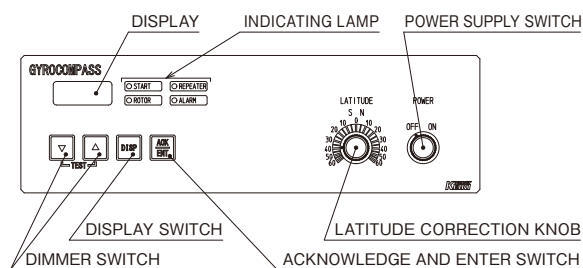 DISPLAY
INDICATING LAMP
POWER SUPPLY SWITCH
GYROCOMPASS
START
REPEATER
ROTOR
ALARM
LATITUDE
S N
60 50 40 30 20 10 0 10 20 30 40 50 60
POWER
OFF ON
▽ △
DISP
ACK
ENT
TEST
DISPLAY SWITCH
LATITUDE CORRECTION KNOB
DIMMER SWITCH
ACKNOWLEDGE AND ENTER SWITCH